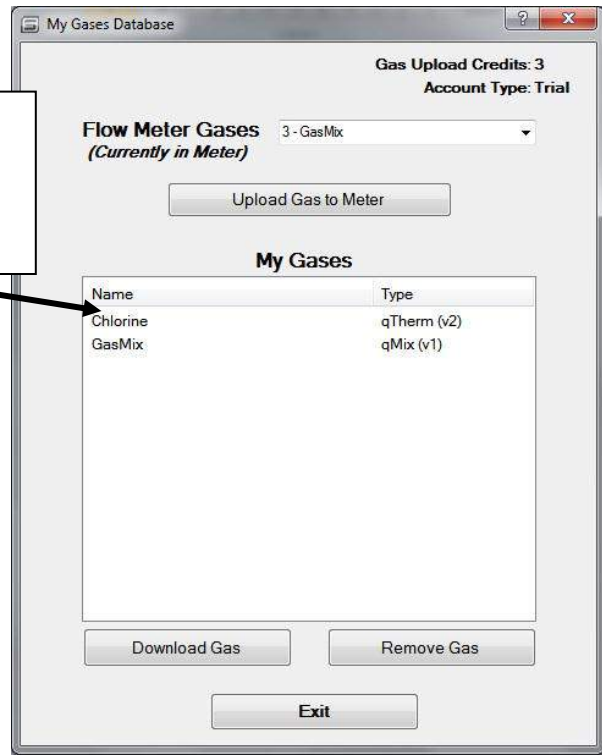 My Gases Database
Gas Upload Credits: 3
Account Type: Trial
Flow Meter Gases 3 - GasMix
(Currently in Meter)
Upload Gas to Meter
My Gases
Name Type
Chlorine qTherm (v2)
GasMix qMix (v1)
Download Gas Remove Gas
Exit